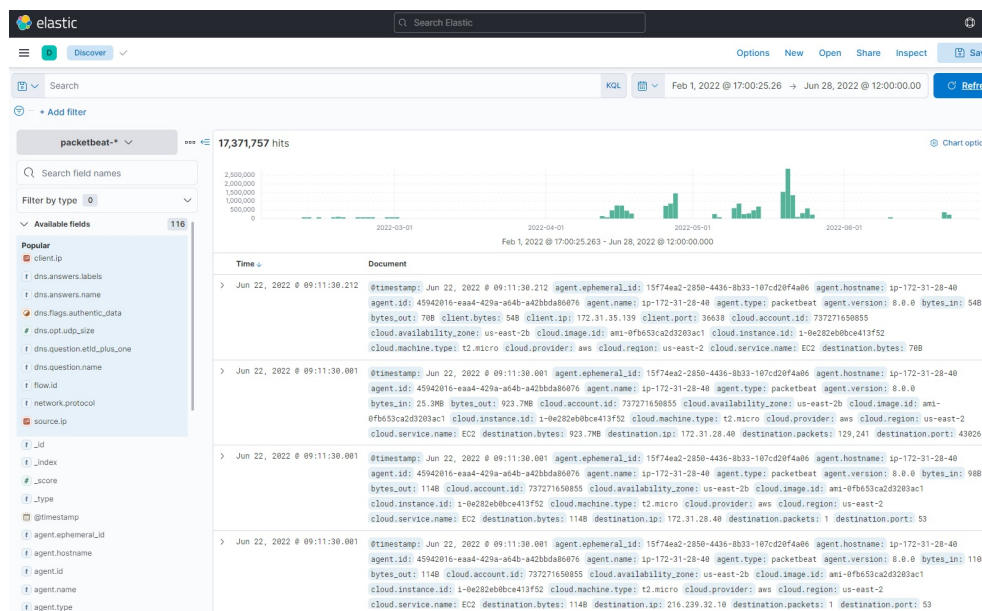 elastic
Search Elastic
D Discover
Options New Open Share Inspect Sav
Search KQL Feb 1, 2022 @ 17:00:25.26 → Jun 28, 2022 @ 12:00:00.00 Refre
+ Add filter
packetbeat-*
17,371,757 hits
Chart optio
Search field names
Filter by type 0
Available fields 116
Popular
client.ip
t dns.answers.labels
t dns.answers.name
dns.flags.authentic_data
# dns.opt.udp_size
t dns.question.etld_plus_one
t dns.question.name
t flow.id
t network.protocol
source.ip
t _id
t _index
# _score
t _type
@timestamp
t agent.ephemeral_id
t agent.hostname
t agent.id
t agent.name
t agent.type
2,500,000
2,000,000
1,500,000
1,000,000
500,000
0
2022-03-01 2022-04-01 2022-05-01 2022-06-01
Feb 1, 2022 @ 17:00:25.263 - Jun 28, 2022 @ 12:00:00.000
Time ↓ Document
Jun 22, 2022 @ 09:11:30.212 @timestamp: Jun 22, 2022 @ 09:11:30.212 agent.ephemeral_id: 15f74ea2-2850-4436-8b33-107cd20f4a06 agent.hostname: ip-172-31-28-40
agent.id: 45942016-eaa4-429a-a64b-a42bbda86076 agent.name: ip-172-31-28-40 agent.type: packetbeat agent.version: 8.0.0 bytes_in: 54B
bytes_out: 70B client.bytes: 54B client.ip: 172.31.35.139 client.port: 36638 cloud.account.id: 737271650855
cloud.availability_zone: us-east-2b cloud.image.id: ami-0fb653ca2d3203ac1 cloud.instance.id: i-0e282eb0bce413f52
cloud.machine.type: t2.micro cloud.provider: aws cloud.region: us-east-2 cloud.service.name: EC2 destination.bytes: 70B
Jun 22, 2022 @ 09:11:30.001 @timestamp: Jun 22, 2022 @ 09:11:30.001 agent.ephemeral_id: 15f74ea2-2850-4436-8b33-107cd20f4a06 agent.hostname: ip-172-31-28-40
agent.id: 45942016-eaa4-429a-a64b-a42bbda86076 agent.name: ip-172-31-28-40 agent.type: packetbeat agent.version: 8.0.0
bytes_in: 25.3MB bytes_out: 923.7MB cloud.account.id: 737271650855 cloud.availability_zone: us-east-2b cloud.image.id: ami-
0fb653ca2d3203ac1 cloud.instance.id: i-0e282eb0bce413f52 cloud.machine.type: t2.micro cloud.provider: aws cloud.region: us-east-2
cloud.service.name: EC2 destination.bytes: 923.7MB destination.ip: 172.31.28.40 destination.packets: 129,241 destination.port: 43026
Jun 22, 2022 @ 09:11:30.001 @timestamp: Jun 22, 2022 @ 09:11:30.001 agent.ephemeral_id: 15f74ea2-2850-4436-8b33-107cd20f4a06 agent.hostname: ip-172-31-28-40
agent.id: 45942016-eaa4-429a-a64b-a42bbda86076 agent.name: ip-172-31-28-40 agent.type: packetbeat agent.version: 8.0.0 bytes_in: 90B
bytes_out: 114B cloud.account.id: 737271650855 cloud.availability_zone: us-east-2b cloud.image.id: ami-0fb653ca2d3203ac1
cloud.instance.id: i-0e282eb0bce413f52 cloud.machine.type: t2.micro cloud.provider: aws cloud.region: us-east-2
cloud.service.name: EC2 destination.bytes: 114B destination.ip: 172.31.28.40 destination.packets: 1 destination.port: 53
Jun 22, 2022 @ 09:11:30.001 @timestamp: Jun 22, 2022 @ 09:11:30.001 agent.ephemeral_id: 15f74ea2-2850-4436-8b33-107cd20f4a06 agent.hostname: ip-172-31-28-40
agent.id: 45942016-eaa4-429a-a64b-a42bbda86076 agent.name: ip-172-31-28-40 agent.type: packetbeat agent.version: 8.0.0 bytes_in: 110
bytes_out: 114B cloud.account.id: 737271650855 cloud.availability_zone: us-east-2b cloud.image.id: ami-0fb653ca2d3203ac1
cloud.instance.id: i-0e282eb0bce413f52 cloud.machine.type: t2.micro cloud.provider: aws cloud.region: us-east-2
cloud.service.name: EC2 destination.bytes: 114B destination.ip: 216.239.32.10 destination.packets: 1 destination.port: 53